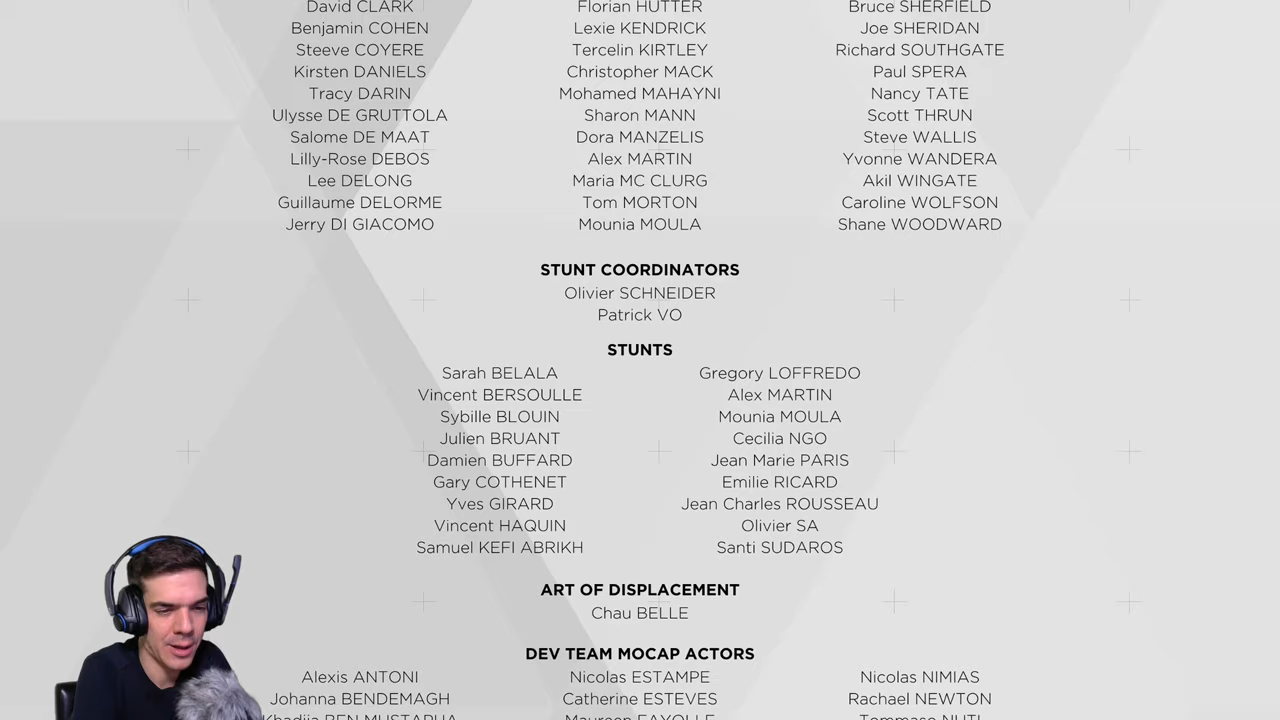 David CLARK Florian HUTTER Bruce SHERFIELD
Benjamin COHEN Lexie KENDRICK Joe SHERIDAN
Steeve COYERE Tercelin KIRTLEY Richard SOUTHGATE
Kirsten DANIELS Christopher MACK Paul SPERA
Tracy DARIN Mohamed MAHAYNI Nancy TATE
Ulysse DE GRUTTOLA Sharon MANN Scott THRUN
Salome DE MAAT Dora MANZELIS Steve WALLIS
Lilly-Rose DEBOS Alex MARTIN Yvonne WANDERA
Lee DELONG Maria MC CLURG Akil WINGATE
Guillaume DELORME Tom MORTON Caroline WOLFSON
Jerry DI GIACOMO Mounia MOULA Shane WOODWARD
STUNT COORDINATORS
Olivier SCHNEIDER
Patrick VO
STUNTS
Sarah BELALA Gregory LOFFREDO
Vincent BERSOULLE Alex MARTIN
Sybille BLOUIN Mounia MOULA
Julien BRUANT Cecilia NGO
Damien BUFFARD Jean Marie PARIS
Gary COTHENET Emilie RICARD
Yves GIRARD Jean Charles ROUSSEAU
Vincent HAQUIN Olivier SA
Samuel KEFI ABRIKH Santi SUDAROS
ART OF DISPLACEMENT
Chau BELLE
DEV TEAM MOCAP ACTORS
Alexis ANTONI Nicolas ESTAMPE Nicolas NIMIAS
Johanna BENDEMAGH Catherine ESTEVES Rachael NEWTON
Khadija BEN MUSTAPHA Maureen FAYOLLE Tommaso NUTI